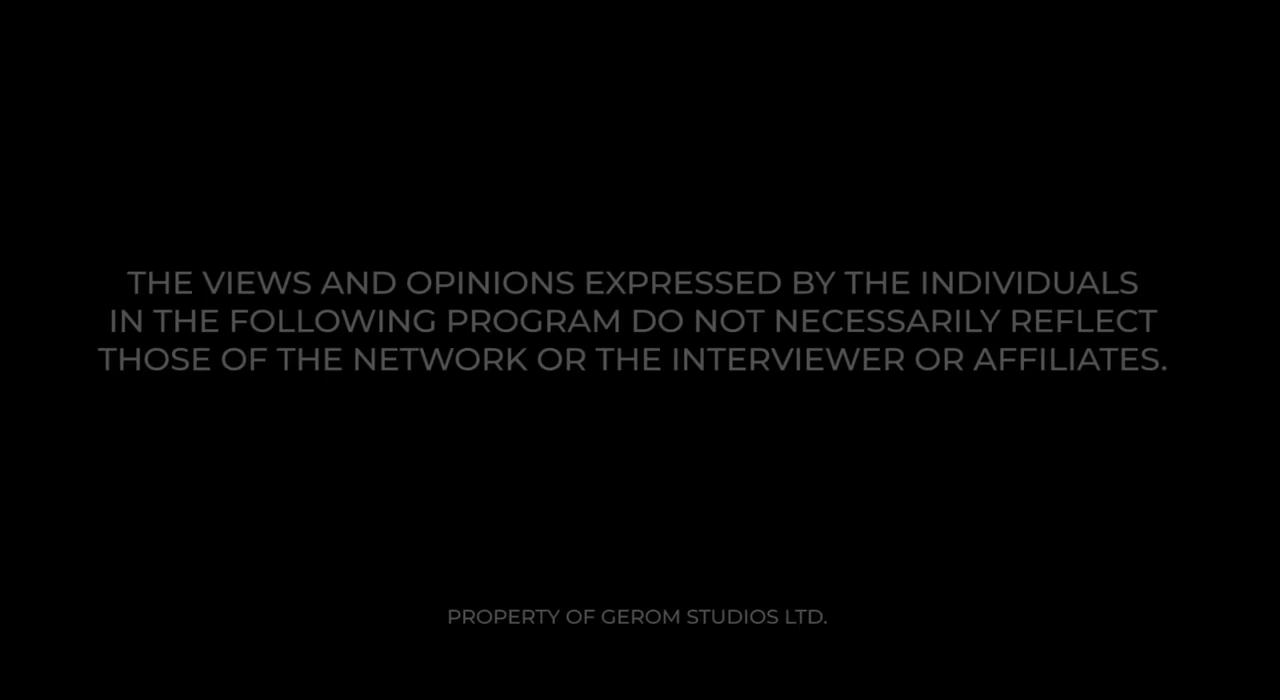 THE VIEWS AND OPINIONS EXPRESSED BY THE INDIVIDUALS
IN THE FOLLOWING PROGRAM DO NOT NECESSARILY REFLECT
THOSE OF THE NETWORK OR THE INTERVIEWER OR AFFILIATES.
PROPERTY OF GEROM STUDIOS LTD.